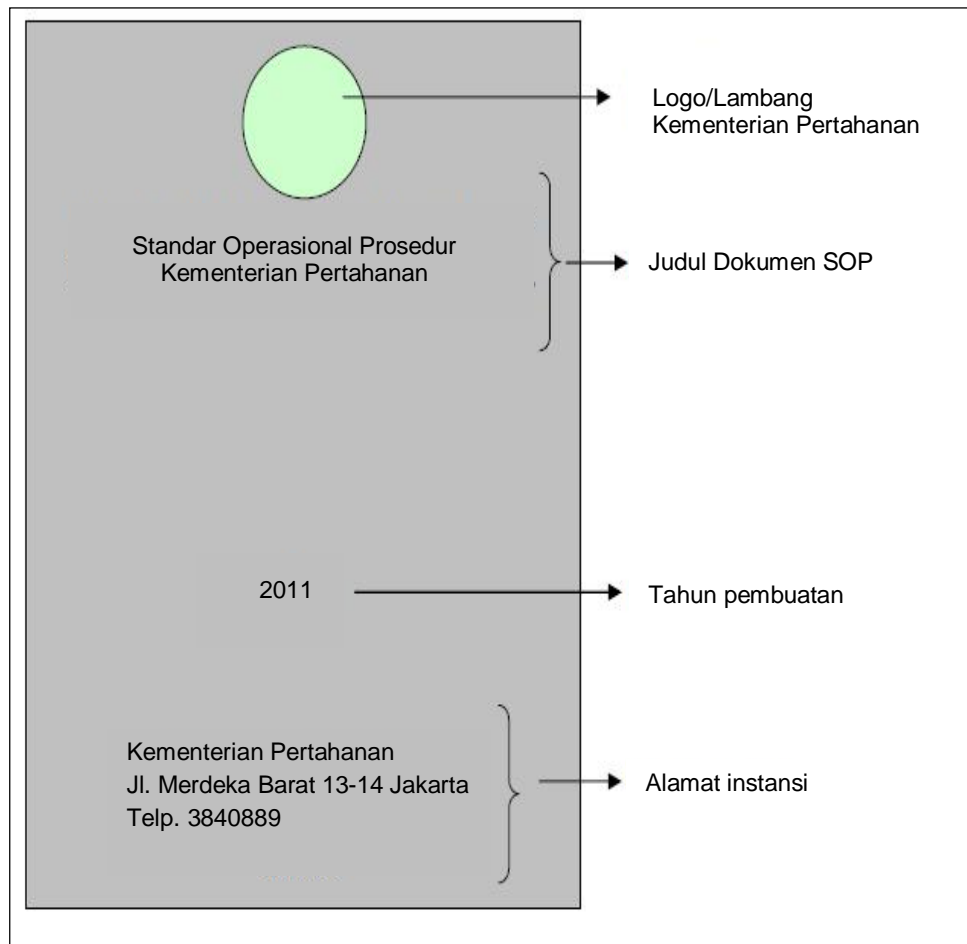 Logo/Lambang
Kementerian Pertahanan
Standar Operasional Prosedur
Kementerian Pertahanan
Judul Dokumen SOP
2011
Tahun pembuatan
Kementerian Pertahanan
Jl. Merdeka Barat 13-14 Jakarta
Telp. 3840889
Alamat instansi